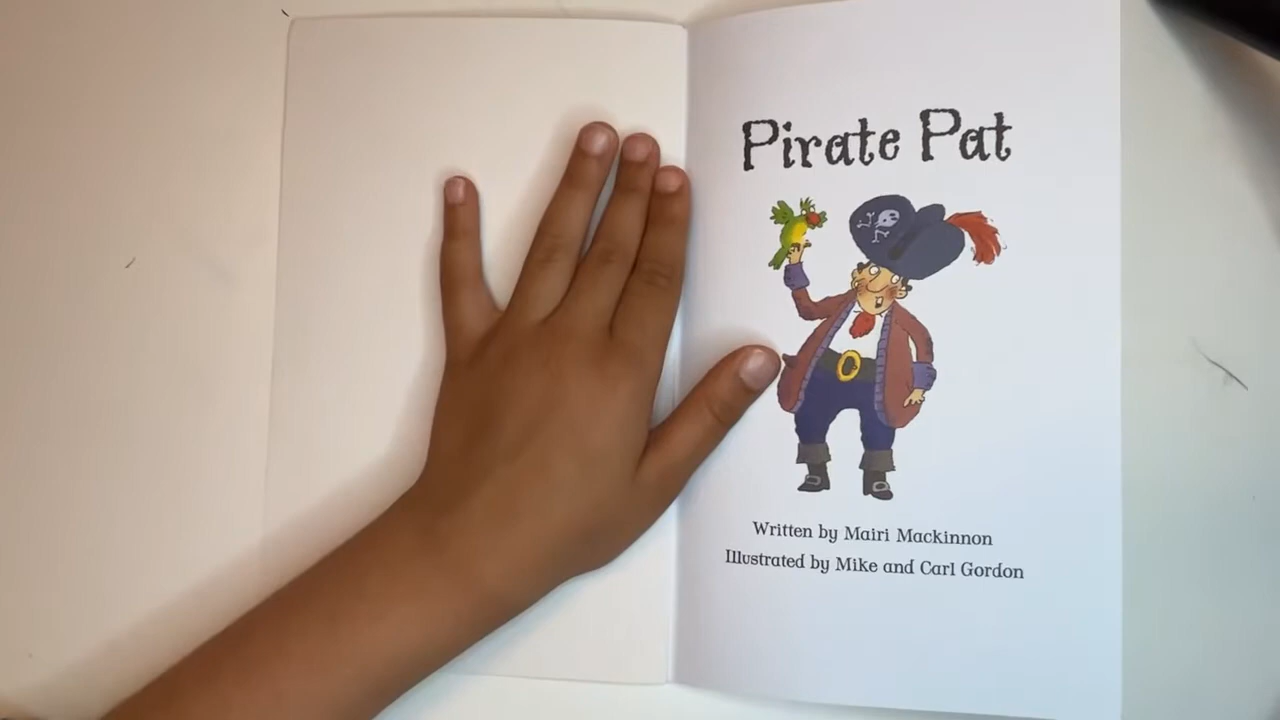 Pirate Pat
Written by Mairi Mackinnon
Illustrated by Mike and Carl Gordon